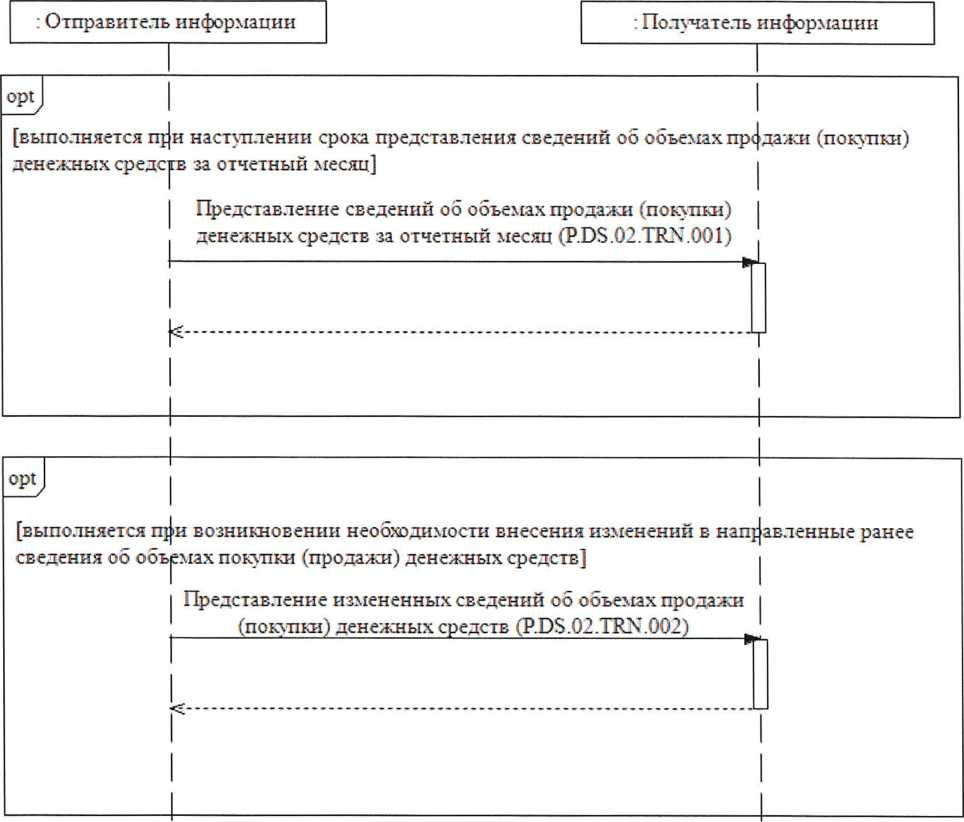 : Отправитель информации
: Получатель информации
opt
[выполняется при наступлении срока представления сведений об объемах продажи (покупки)
денежных средств за отчетный месяц]
Представление сведений об объемах продажи (покупки)
денежных средств за отчетный месяц (P.DS.02.TRN.001)
opt
[выполняется при возникновении необходимости внесения изменений в направленные ранее
сведения об объемах покупки (продажи) денежных средств]
Представление измененных сведений об объемах продажи
(покупки) денежных средств (P.DS.02.TRN.002)